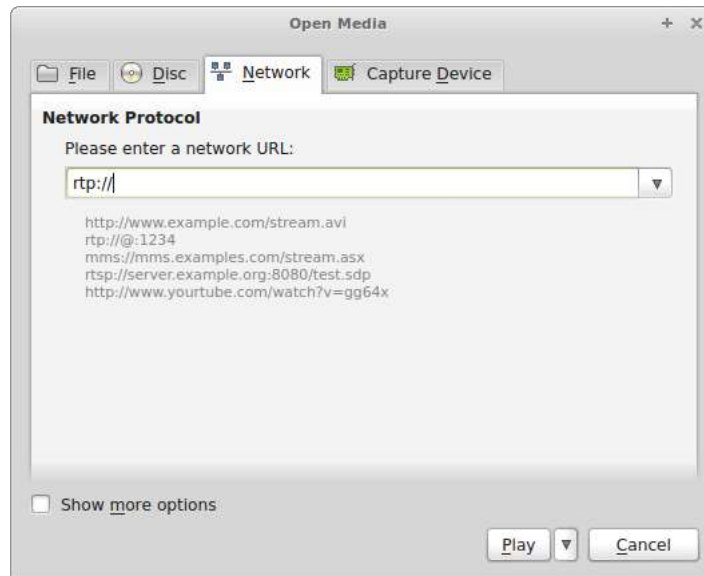 Open Media
File Disc Network Capture Device
Network Protocol
Please enter a network URL:
rtp://
http://www.example.com/stream.avi
rtp://@:1234
mms://mms.examples.com/stream.asx
rtsp://server.example.org:8080/test.sdp
http://www.yourtube.com/watch?v=gg64x
Show more options
Play Cancel